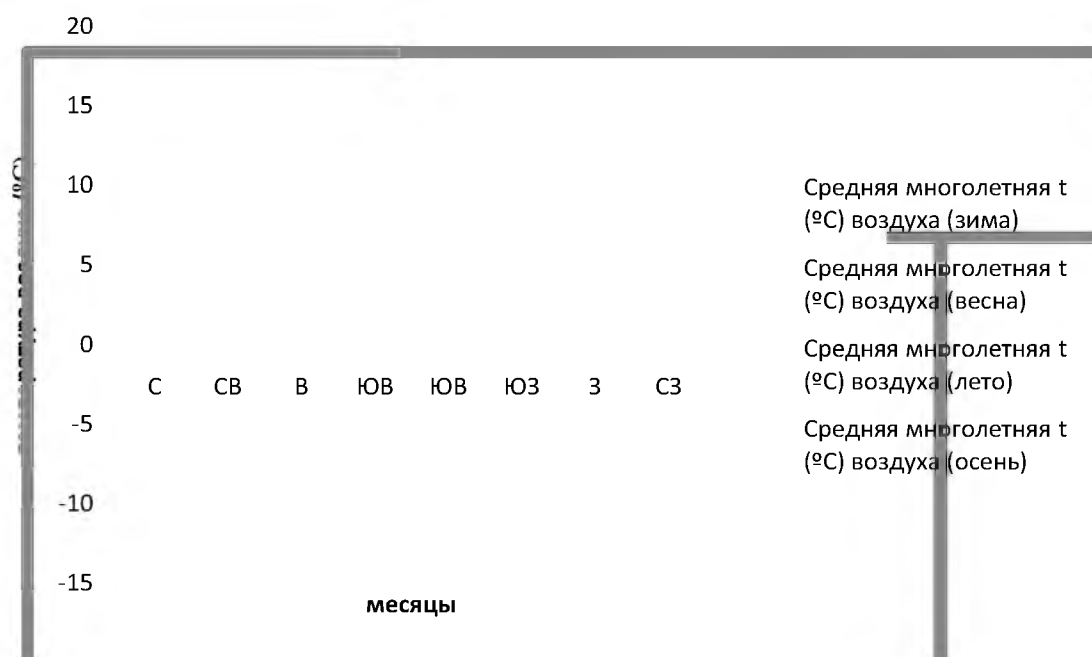 20
15
10
5
0
-5
-10
-15
С СВ В ЮВ ЮВ ЮЗ З СЗ
месяцы
Средняя многолетняя t
(ºС) воздуха (зима)
Средняя многолетняя t
(ºС) воздуха (весна)
Средняя многолетняя t
(ºС) воздуха (лето)
Средняя многолетняя t
(ºС) воздуха (осень)